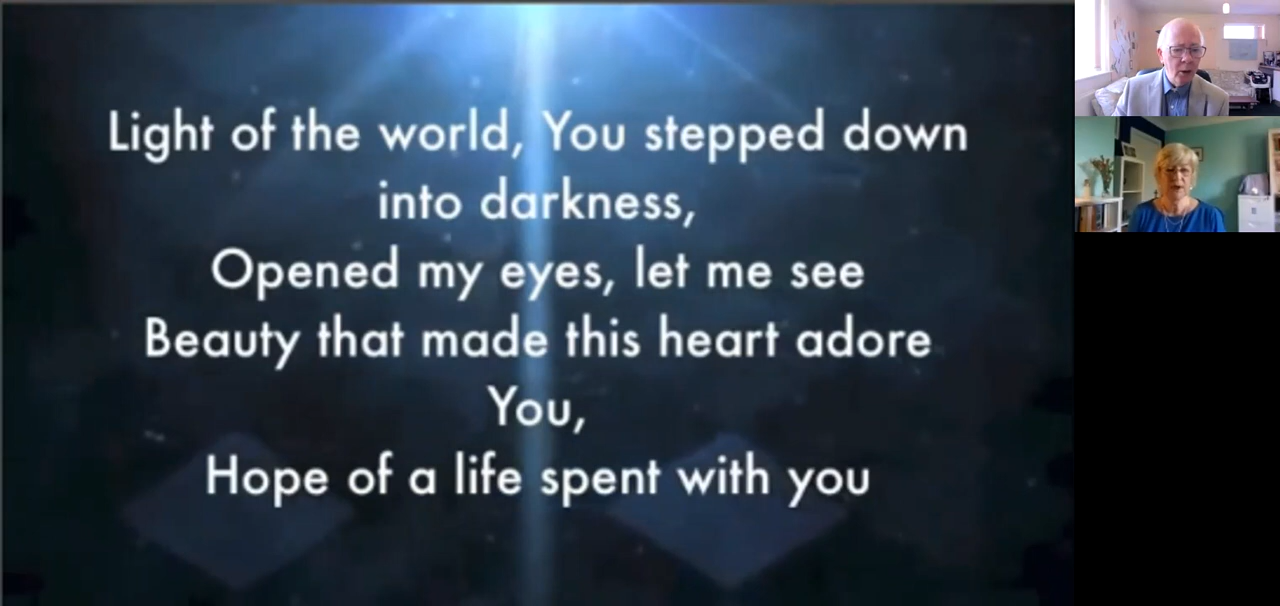 Light of the world, You stepped down
into darkness,
Opened my eyes, let me see
Beauty that made this heart adore
You,
Hope of a life spent with you